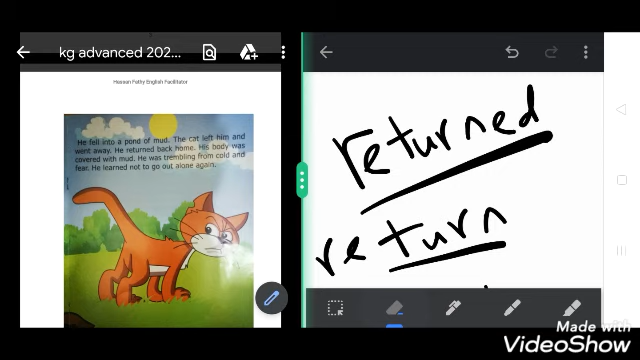 kg advanced 202...
Hassan Fathy English Facilitator
He fell into a pond of mud. The cat left him and
went away. He returned back home. His body was
covered with mud. He was trembling from cold and
fear. He learned not to go out alone again.
returned
return
Made with
VideoShow